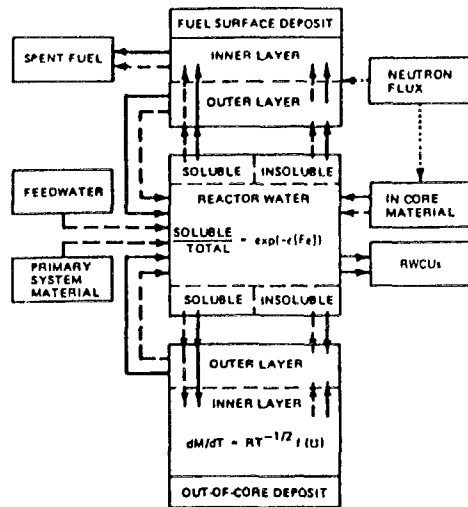 FUEL SURFACE DEPOSIT
INNER LAYER
OUTER LAYER
SPENT FUEL
NEUTRON
FLUX
SOLUBLE
INSOLUBLE
REACTOR WATER
SOLUBLE
TOTAL
= exp(-ε[Fe])
FEEDWATER
PRIMARY
SYSTEM
MATERIAL
IN CORE
MATERIAL
RWCUs
SOLUBLE
INSOLUBLE
OUTER LAYER
INNER LAYER
dM/dT = RT⁻¹/² f (U)
OUT-OF-CORE DEPOSIT